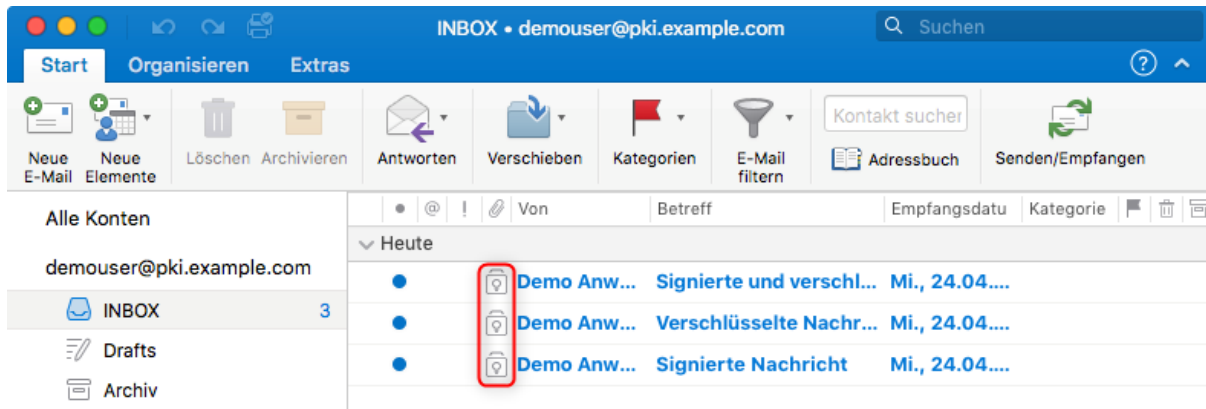 INBOX • demouser@pki.example.com
Suchen
Start Organisieren Extras
?
Neue E-Mail
Neue Elemente
Löschen
Archivieren
Antworten
Verschieben
Kategorien
E-Mail filtern
Kontakt sucher
Adressbuch
Senden/Empfangen
Alle Konten
demouser@pki.example.com
INBOX 3
Drafts
Archiv
@ ! Von Betreff Empfangsdatu Kategorie
Heute
Demo Anw... Signierte und verschl... Mi., 24.04....
Demo Anw... Verschlüsselte Nachr... Mi., 24.04....
Demo Anw... Signierte Nachricht Mi., 24.04....